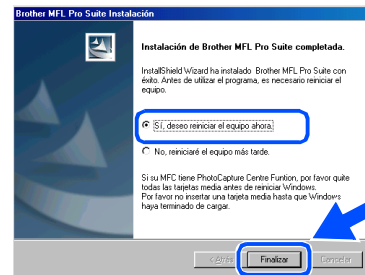 Brother MFL Pro Suite Instalación
Instalación de Brother MFL Pro Suite completada.
InstallShield Wizard ha instalado Brother MFL Pro Suite con
éxito. Antes de utilizar el programa, es necesario reiniciar el
equipo.
Sí, deseo reiniciar el equipo ahora.
No, reiniciaré el equipo más tarde.
Si su MFC tiene PhotoCapture Centre Funtion, por favor quite
todas las tarjetas media antes de reiniciar Windows.
Por favor no insertar una tarjeta media hasta que Windows
haya terminado de cargar.
< Atrás
Finalizar
Cancelar